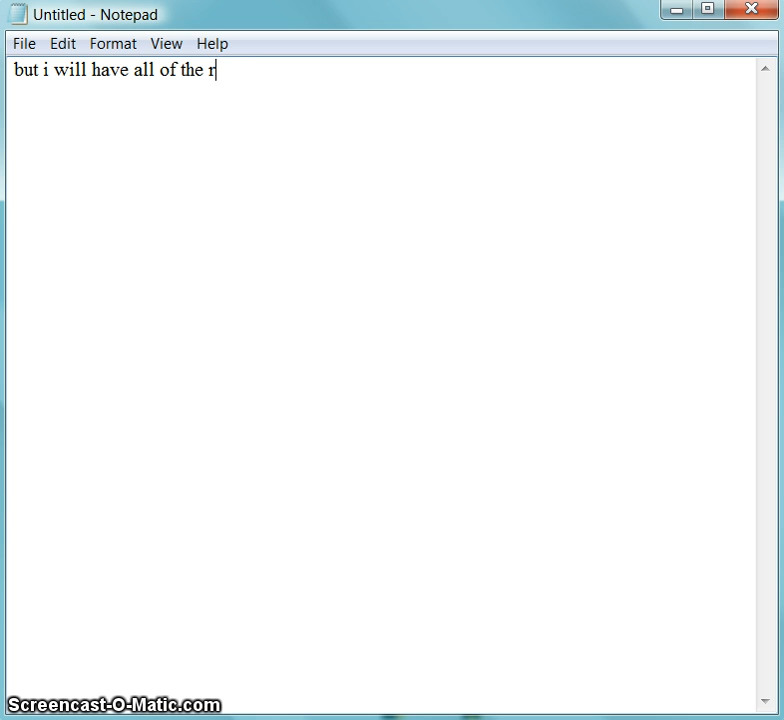 Untitled - Notepad
File Edit Format View Help
but i will have all of the r
Screencast-O-Matic.com